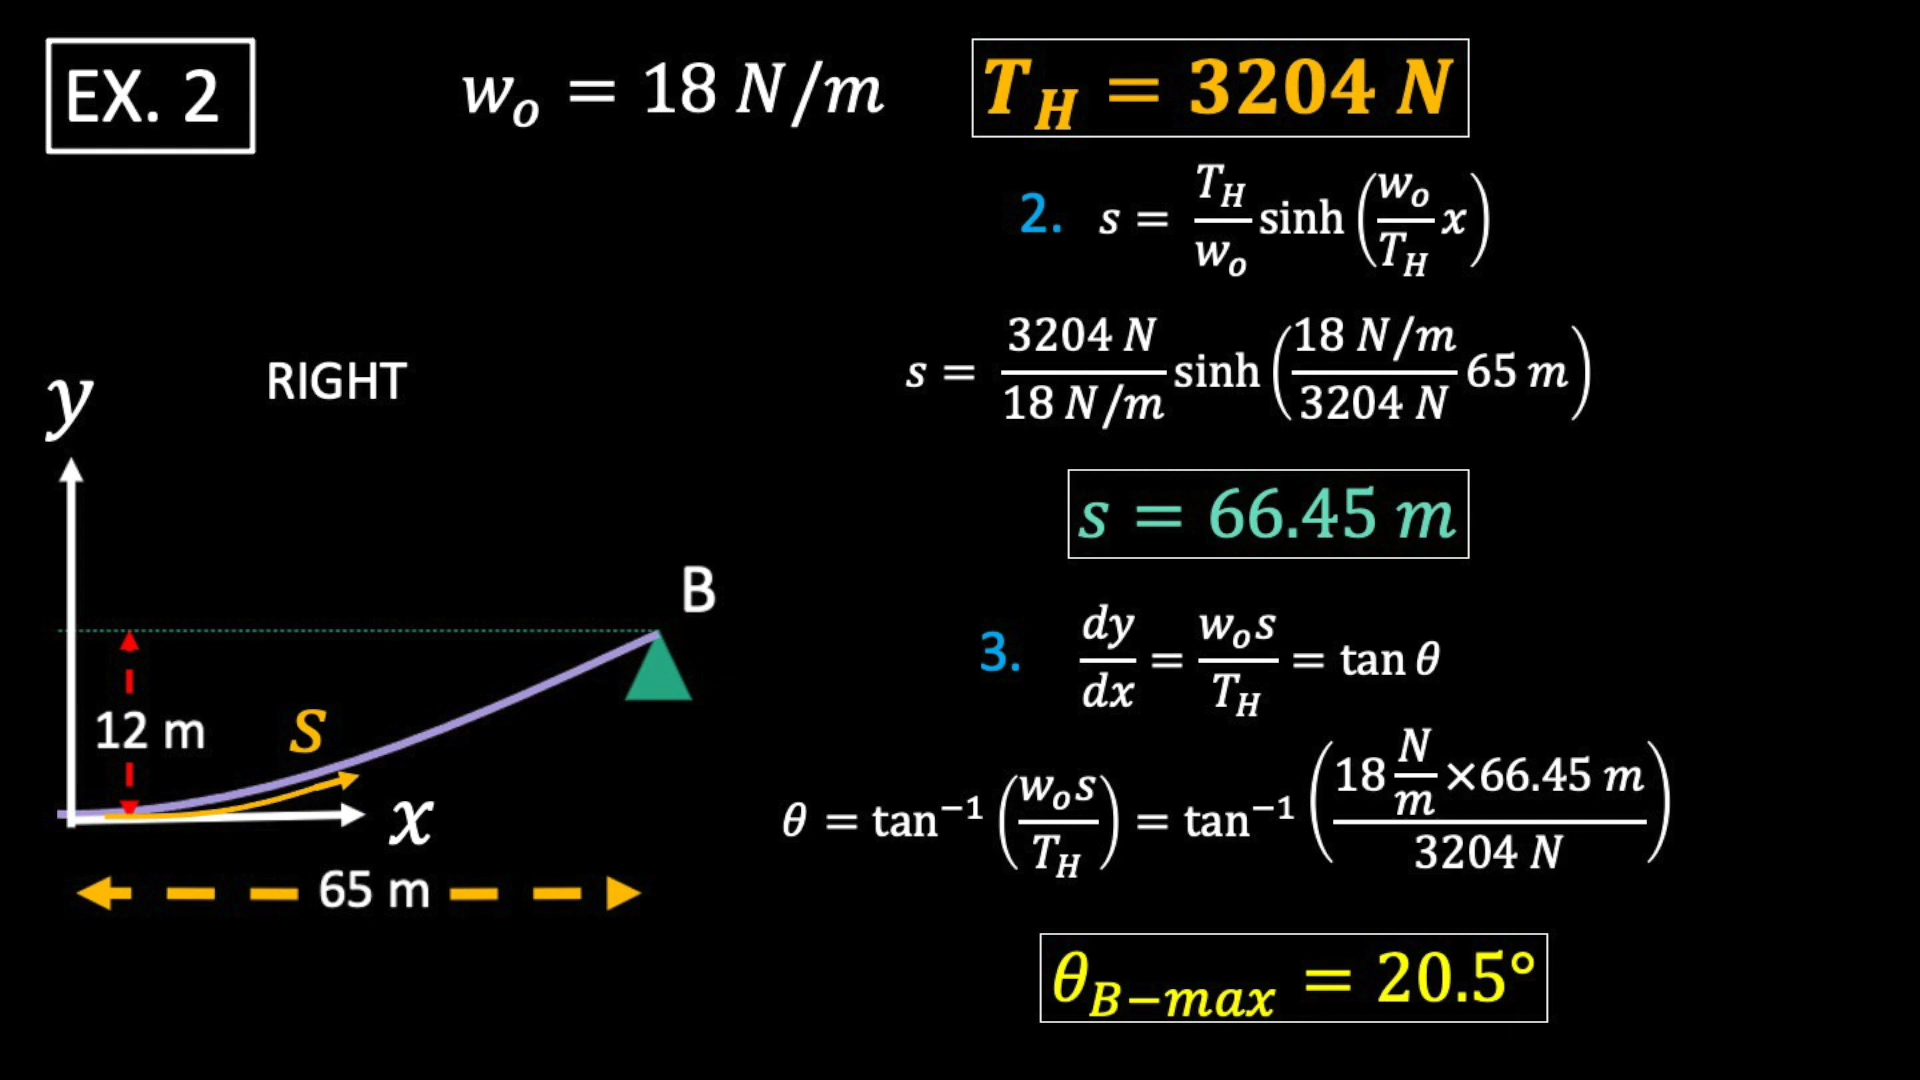 EX. 2
w_o = 18 N/m
T_H = 3204 N
2. s = T_H/w_o sinh (w_o/T_H x)
s = 3204 N/18 N/m sinh (18 N/m/3204 N 65 m)
s = 66.45 m
3. dy/dx = w_o s/T_H = tan θ
θ = tan⁻¹ (w_o s/T_H) = tan⁻¹ (18 N/m ×66.45 m/3204 N)
θ_B−max = 20.5°
RIGHT
y
B
12 m
S
x
65 m